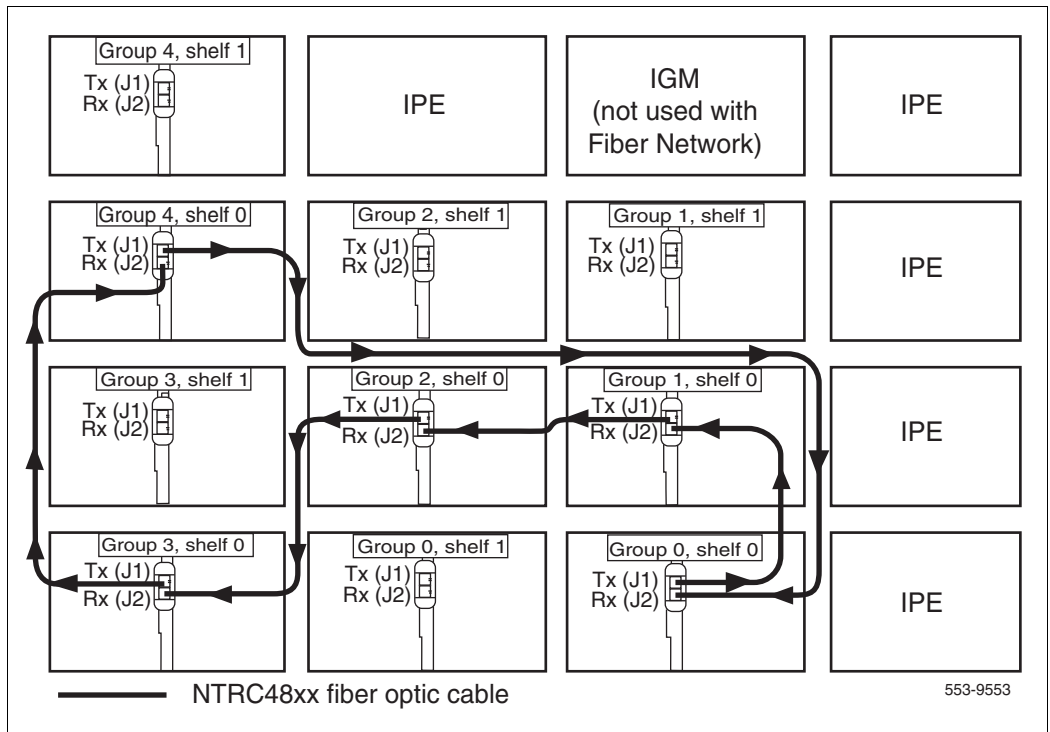 Group 4, shelf 1
Tx (J1)
Rx (J2)
IPE
IGM
(not used with
Fiber Network)
IPE
Group 4, shelf 0
Tx (J1)
Rx (J2)
Group 2, shelf 1
Tx (J1)
Rx (J2)
Group 1, shelf 1
Tx (J1)
Rx (J2)
IPE
Group 3, shelf 1
Tx (J1)
Rx (J2)
Group 2, shelf 0
Tx (J1)
Rx (J2)
Group 1, shelf 0
Tx (J1)
Rx (J2)
IPE
Group 3, shelf 0
Tx (J1)
Rx (J2)
Group 0, shelf 1
Tx (J1)
Rx (J2)
Group 0, shelf 0
Tx (J1)
Rx (J2)
IPE
NTRC48xx fiber optic cable
553-9553